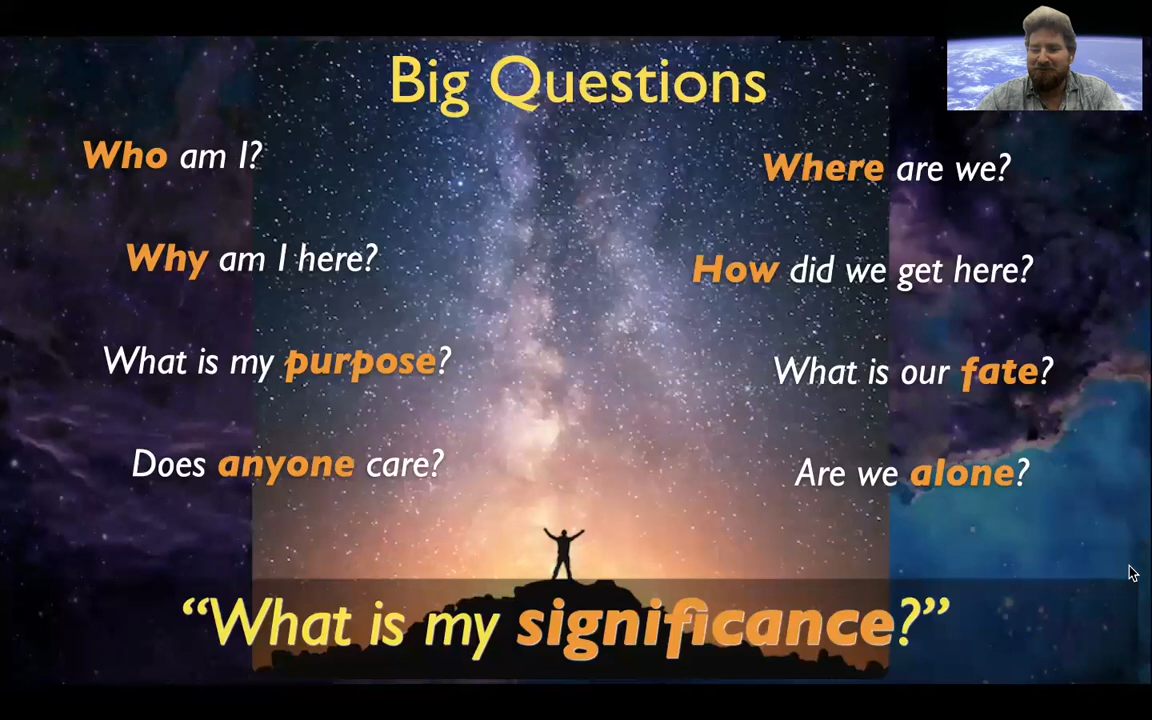 Big Questions
Who am I?
Why am I here?
What is my purpose?
Does anyone care?
Where are we?
How did we get here?
What is our fate?
Are we alone?
“What is my significance?”